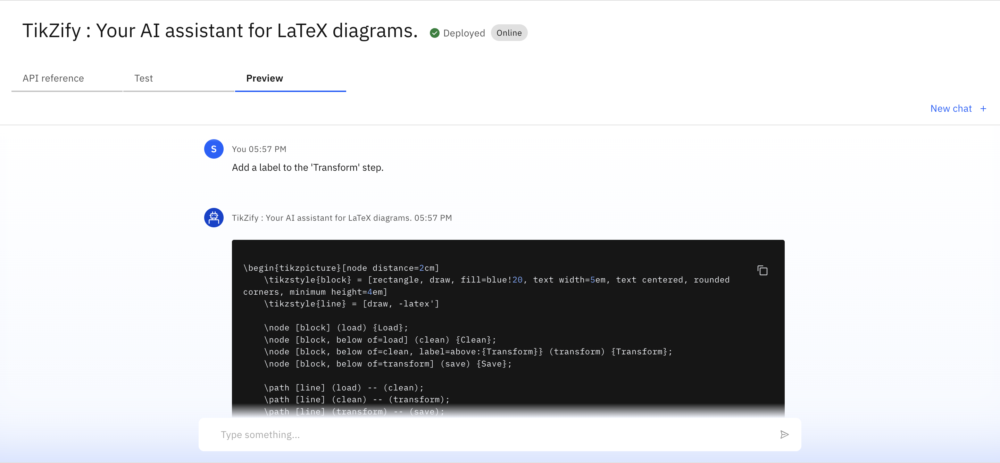 TikZify : Your AI assistant for LaTeX diagrams. Deployed Online
API reference Test Preview
New chat +
S You 05:57 PM
Add a label to the 'Transform' step.
TikZify : Your AI assistant for LaTeX diagrams. 05:57 PM
\begin{tikzpicture}[node distance=2cm]
    \tikzstyle{block} = [rectangle, draw, fill=blue!20, text width=5em, text centered, rounded
corners, minimum height=4em]
    \tikzstyle{line} = [draw, -latex']
    \node [block] (load) {Load};
    \node [block, below of=load] (clean) {Clean};
    \node [block, below of=clean, label=above:{Transform}} (transform) {Transform};
    \node [block, below of=transform] (save) {Save};
    \path [line] (load) -- (clean);
    \path [line] (clean) -- (transform);
    \path [line] (transform) -- (save);
Type something...